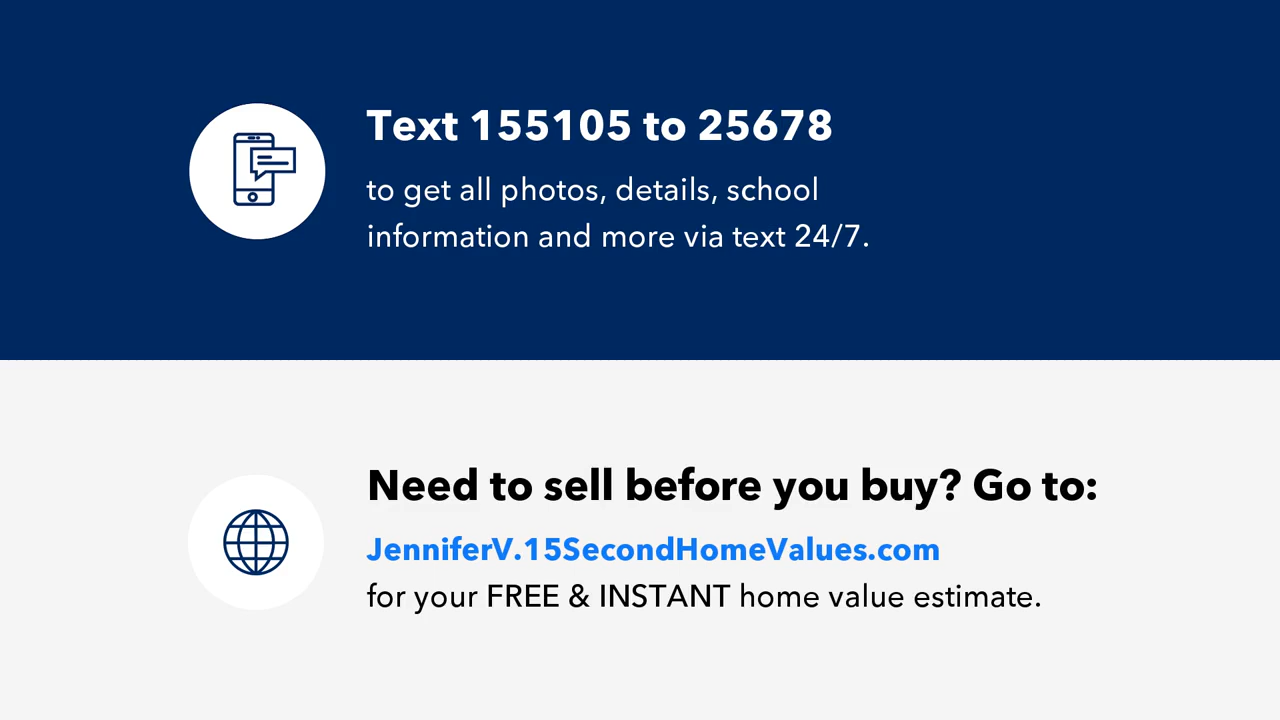 Text 155105 to 25678
to get all photos, details, school
information and more via text 24/7.
Need to sell before you buy? Go to:
JenniferV.15SecondHomeValues.com
for your FREE & INSTANT home value estimate.